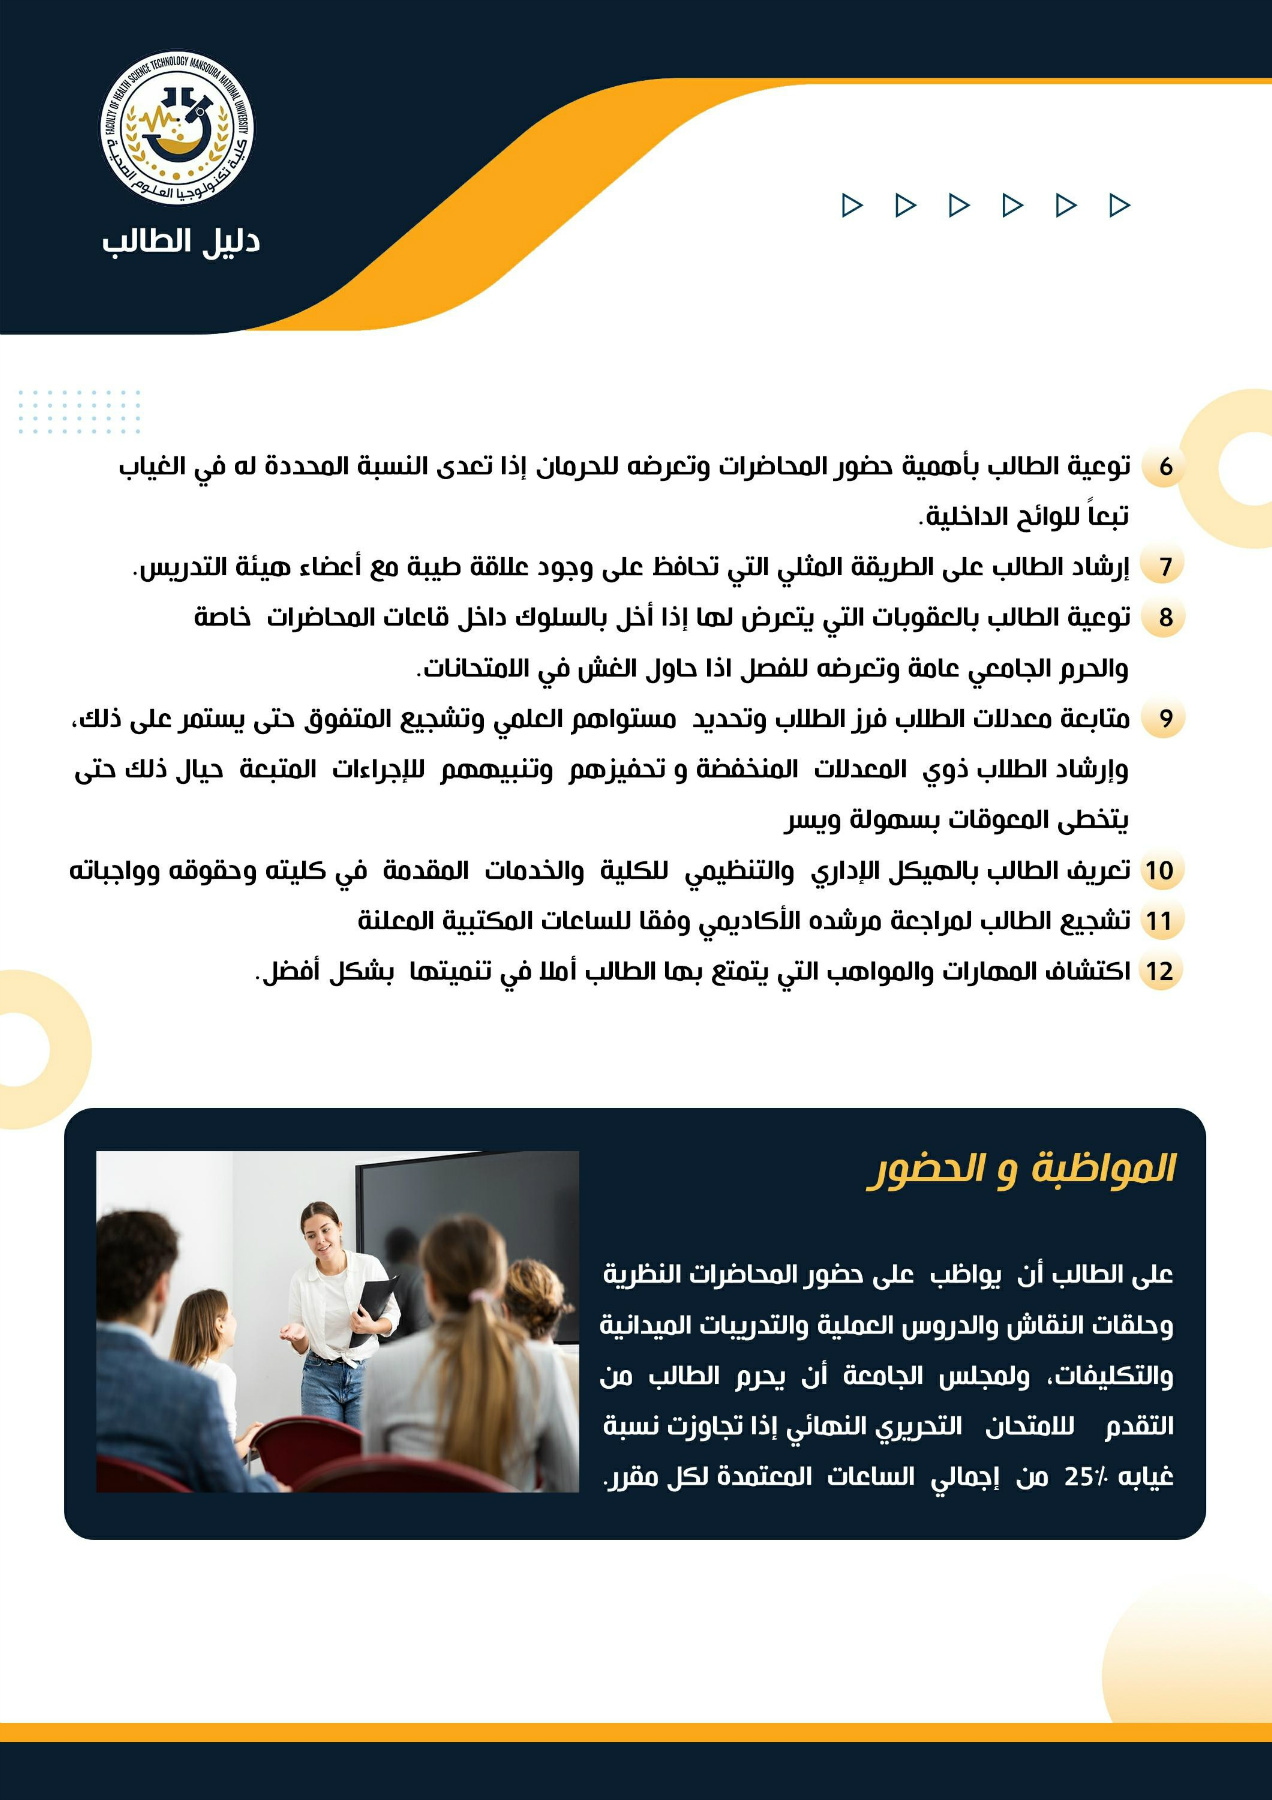 FACULTY OF HEALTH SCIENCE TECHNOLOGY MANSOURA NATIONAL UNIVERSITY
كلية تكنولوجيا العلوم الصحية
دليل الطالب
6 توعية الطالب بأهمية حضور المحاضرات وتعرضه للحرمان إذا تعدى النسبة المحددة له في الغياب
تبعاً للوائح الداخلية.
7 إرشاد الطالب على الطريقة المثلي التي تحافظ على وجود علاقة طيبة مع أعضاء هيئة التدريس.
8 توعية الطالب بالعقوبات التي يتعرض لها إذا أخل بالسلوك داخل قاعات المحاضرات خاصة
والحرم الجامعي عامة وتعرضه للفصل اذا حاول الغش في الامتحانات.
9 متابعة معدلات الطلاب فرز الطلاب وتحديد مستواهم العلمي وتشجيع المتفوق حتى يستمر على ذلك،
وإرشاد الطلاب ذوي المعدلات المنخفضة و تحفيزهم وتنبيههم للإجراءات المتبعة حيال ذلك حتى
يتخطى المعوقات بسهولة ويسر
10 تعريف الطالب بالهيكل الإداري والتنظيمي للكلية والخدمات المقدمة في كليته وحقوقه وواجباته
11 تشجيع الطالب لمراجعة مرشده الأكاديمي وفقا للساعات المكتبية المعلنة
12 اكتشاف المهارات والمواهب التي يتمتع بها الطالب أملا في تنميتها بشكل أفضل.
المواظبة و الحضور
على الطالب أن يواظب على حضور المحاضرات النظرية
وحلقات النقاش والدروس العملية والتدريبات الميدانية
والتكليفات، ولمجلس الجامعة أن يحرم الطالب من
التقدم للامتحان التحريري النهائي إذا تجاوزت نسبة
غيابه 25٪ من إجمالي الساعات المعتمدة لكل مقرر.